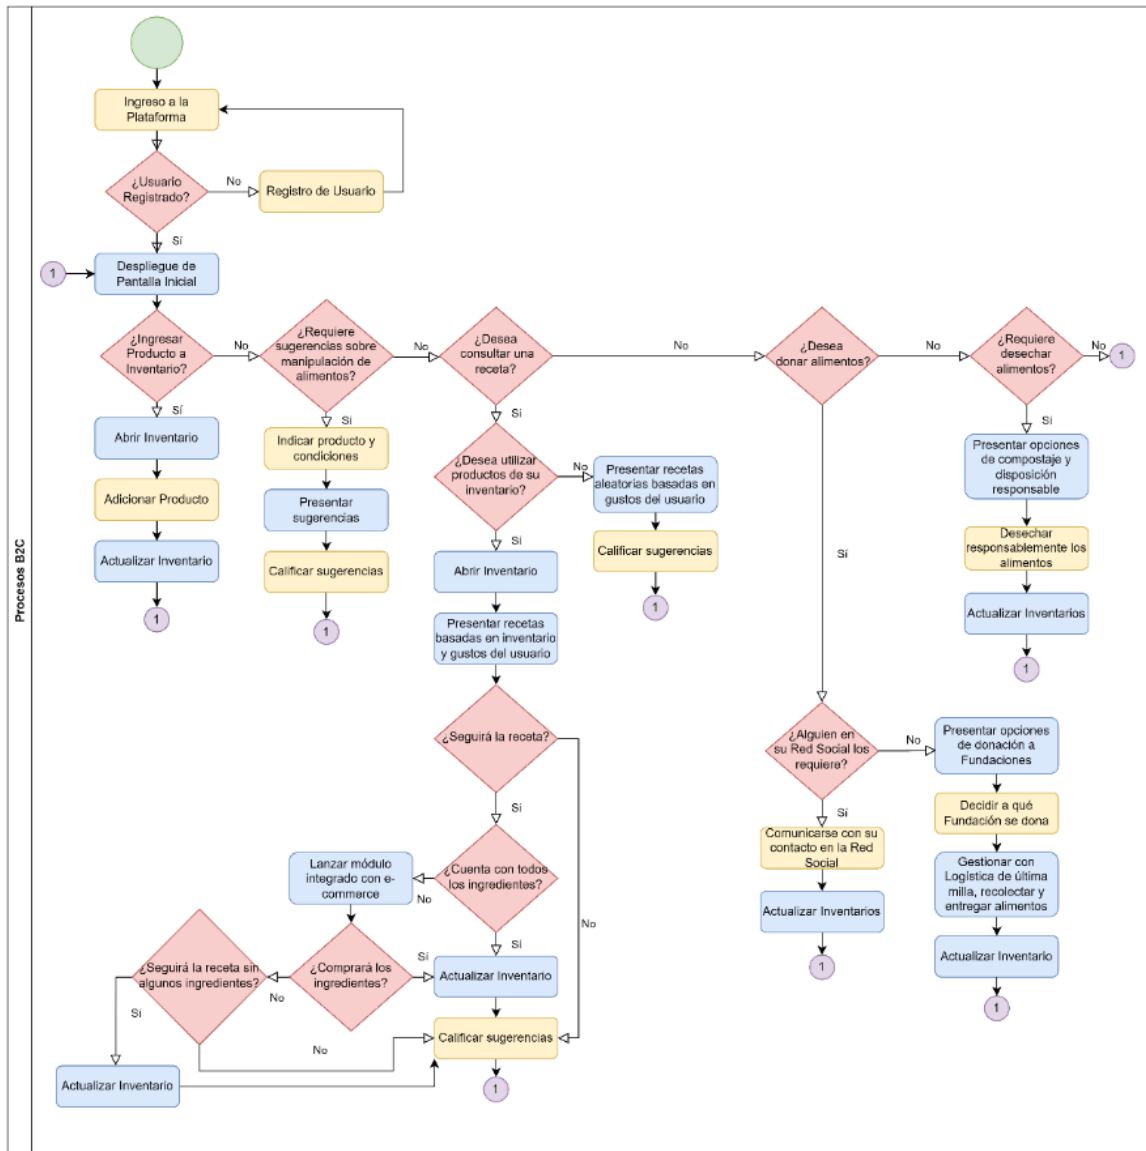 Procesos B2C
Ingreso a la
Plataforma
¿Usuario
Registrado?
No
Registro de Usuario
Sí
1
Despliegue de
Pantalla Inicial
¿Ingresar
Producto a
Inventario?
No
¿Requiere
sugerencias sobre
manipulación de
alimentos?
No
¿Desea
consultar una
receta?
No
¿Desea
donar alimentos?
No
¿Requiere
desechar
alimentos?
No
1
Sí
Abrir Inventario
Adicionar Producto
Actualizar Inventario
1
Sí
Indicar producto y
condiciones
Presentar
sugerencias
Calificar sugerencias
1
Sí
¿Desea utilizar
productos de su
inventario?
No
Presentar recetas
aleatorias basadas en
gustos del usuario
Calificar sugerencias
1
Sí
Abrir Inventario
Presentar recetas
basadas en inventario
y gustos del usuario
¿Seguirá la receta?
No
Sí
¿Cuenta con todos
los ingredientes?
No
Lanzar módulo
integrado con e-
commerce
¿Comprará los
ingredientes?
Sí
No
¿Seguirá la receta sin
algunos ingredientes?
Sí
No
Actualizar Inventario
Sí
Actualizar Inventario
Calificar sugerencias
1
Sí
¿Alguien en
su Red Social los
requiere?
No
Sí
Comunicarse con su
contacto en la Red
Social
Actualizar Inventarios
1
Presentar opciones
de donación a
Fundaciones
Decidir a qué
Fundación se dona
Gestionar con
Logística de última
milla, recolectar y
entregar alimentos
Actualizar Inventario
1
Sí
Presentar opciones
de compostaje y
disposición
responsable
Desechar
responsablemente los
alimentos
Actualizar Inventarios
1